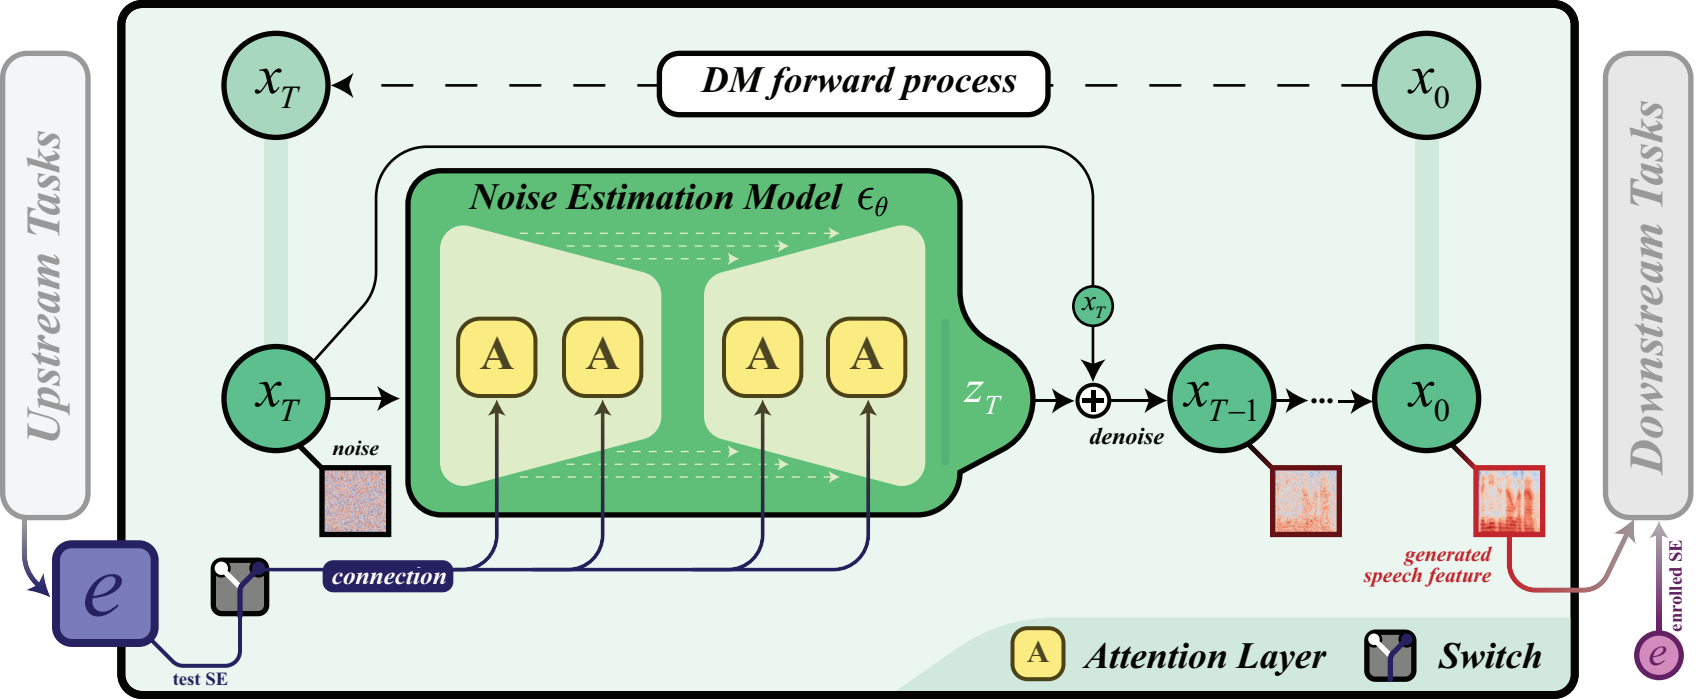 x_T
DM forward process
x_0
Upstream Tasks
Downstream Tasks
Noise Estimation Model ϵ_θ
x_T
A
A
A
A
x_T
z_T
x_T−1
...
x_0
noise
denoise
connection
generated
speech feature
enrolled SE
e
test SE
e
A
Attention Layer
Switch